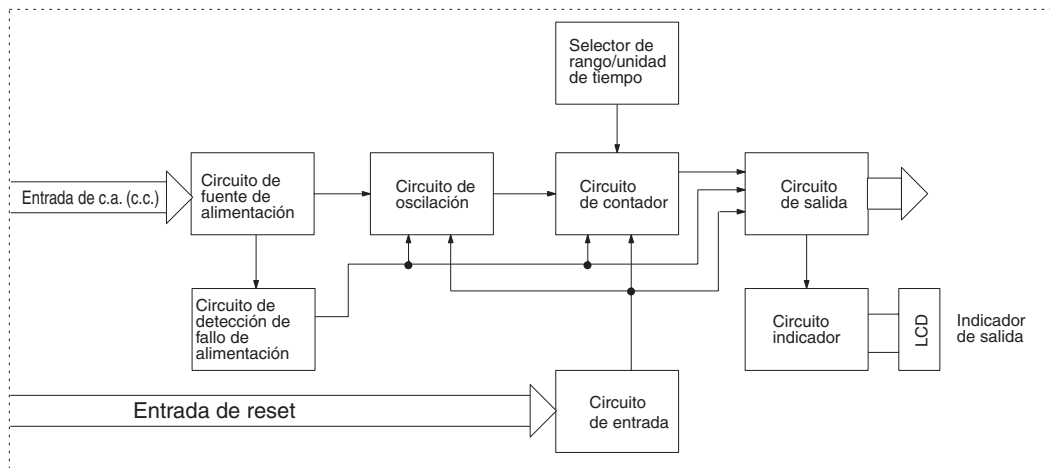 Selector de
rango/unidad
de tiempo
Entrada de c.a. (c.c.)
Circuito de
fuente de
alimentación
Circuito de
oscilación
Circuito
de contador
Circuito
de salida
Circuito de
detección de
fallo de
alimentación
Circuito
indicador
LCD
Indicador
de salida
Entrada de reset
Circuito
de entrada